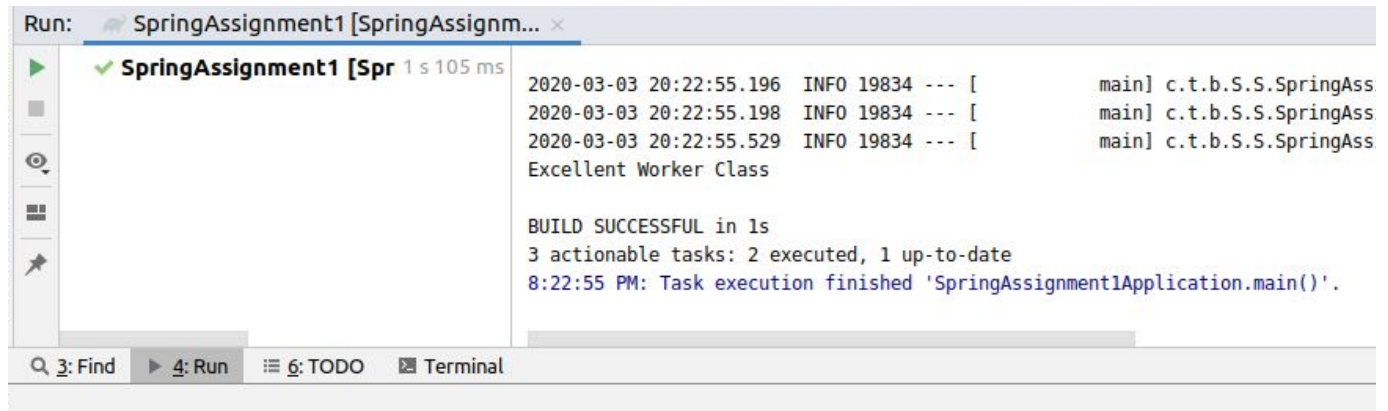 Run: SpringAssignment1 [SpringAssignm...
SpringAssignment1 [Spr 1 s 105 ms
2020-03-03 20:22:55.196 INFO 19834 --- [ main] c.t.b.S.S.SpringAss
2020-03-03 20:22:55.198 INFO 19834 --- [ main] c.t.b.S.S.SpringAss
2020-03-03 20:22:55.529 INFO 19834 --- [ main] c.t.b.S.S.SpringAss
Excellent Worker Class
BUILD SUCCESSFUL in 1s
3 actionable tasks: 2 executed, 1 up-to-date
8:22:55 PM: Task execution finished 'SpringAssignment1Application.main()'.
3: Find 4: Run 6: TODO Terminal